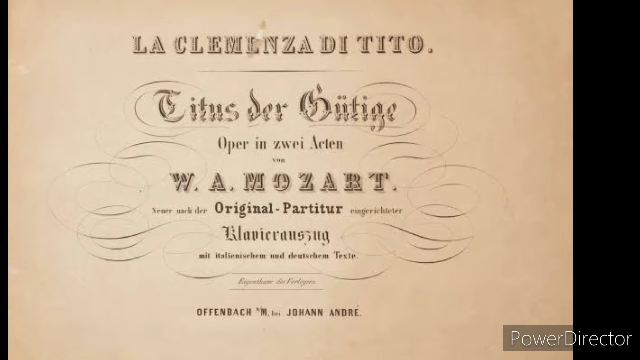 LA CLEMENZA DI TITO.
Titus der Gütige
Oper in zwei Acten
von
W. A. MOZART.
Neuer nach der Original-Partitur eingerichteter
Klavierauszug
mit italienischem und deutschem Texte.
Eigenthum des Verlegers.
OFFENBACH a/M, bei JOHANN ANDRÉ.
PowerDirector